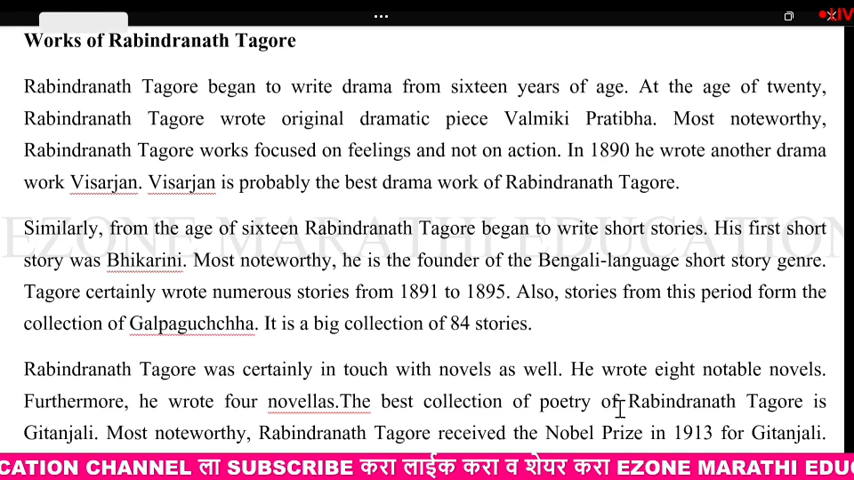 LIVE
Works of Rabindranath Tagore
Rabindranath Tagore began to write drama from sixteen years of age. At the age of twenty,
Rabindranath Tagore wrote original dramatic piece Valmiki Pratibha. Most noteworthy,
Rabindranath Tagore works focused on feelings and not on action. In 1890 he wrote another drama
work Visarjan. Visarjan is probably the best drama work of Rabindranath Tagore.
EZONE MARATHI EDUCATION
Similarly, from the age of sixteen Rabindranath Tagore began to write short stories. His first short
story was Bhikarini. Most noteworthy, he is the founder of the Bengali-language short story genre.
Tagore certainly wrote numerous stories from 1891 to 1895. Also, stories from this period form the
collection of Galpaguchchha. It is a big collection of 84 stories.
Rabindranath Tagore was certainly in touch with novels as well. He wrote eight notable novels.
Furthermore, he wrote four novellas.The best collection of poetry of Rabindranath Tagore is
Gitanjali. Most noteworthy, Rabindranath Tagore received the Nobel Prize in 1913 for Gitanjali.
CATION CHANNEL ला SUBSCRIBE करा लाईक करा व शेयर करा EZONE MARATHI EDU